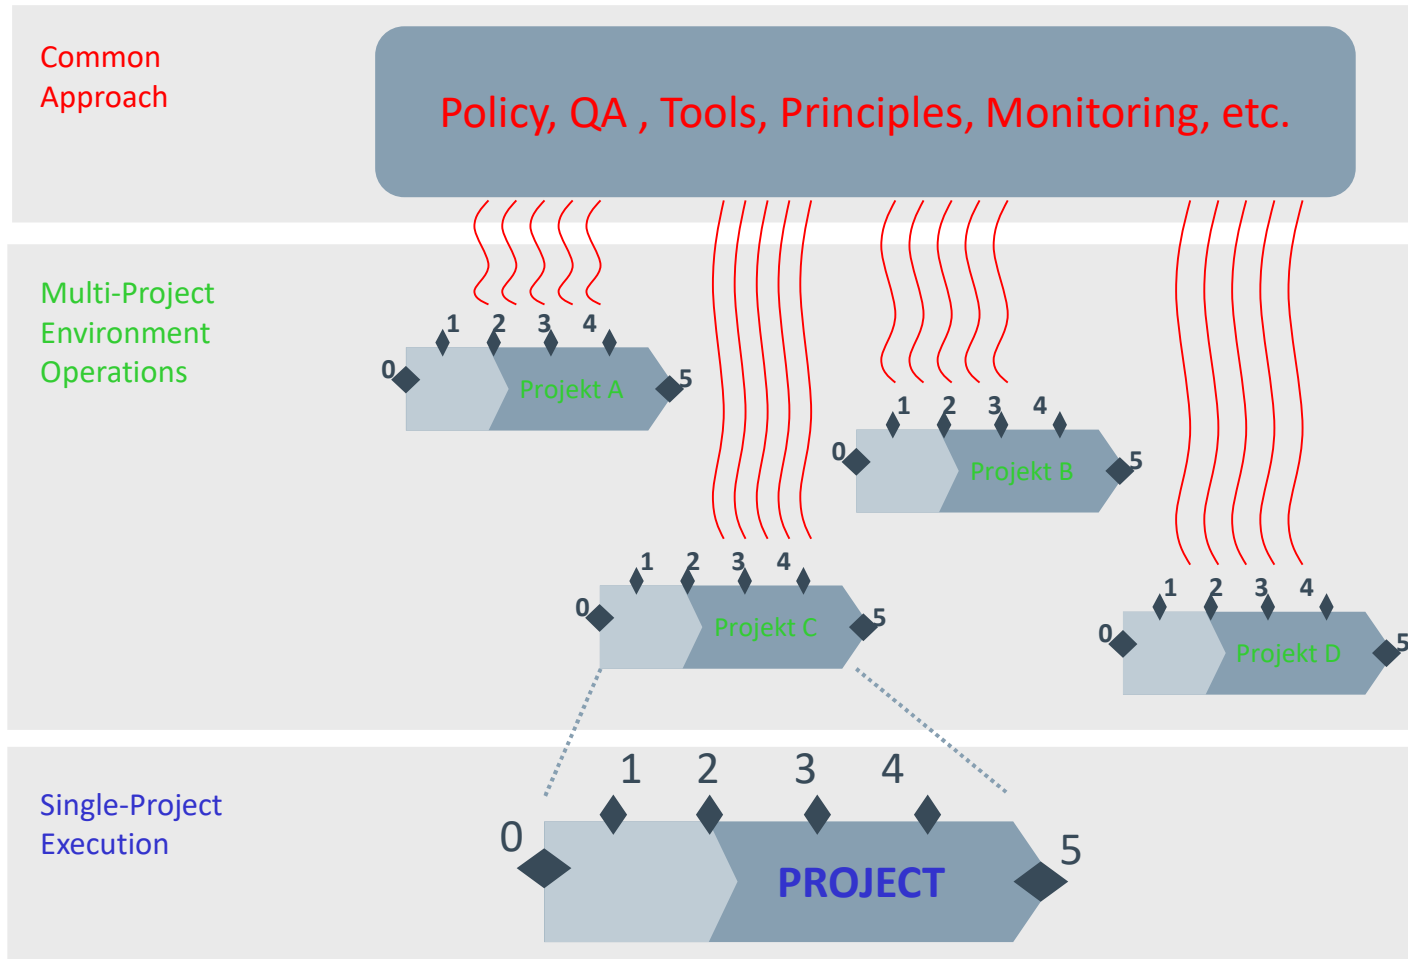 Common
Approach
Policy, QA , Tools, Principles, Monitoring, etc.
Multi-Project
Environment
Operations
0 1 2 3 4 5
Projekt A
0 1 2 3 4 5
Projekt B
0 1 2 3 4 5
Projekt C
0 1 2 3 4 5
Projekt D
Single-Project
Execution
0 1 2 3 4 5
PROJECT